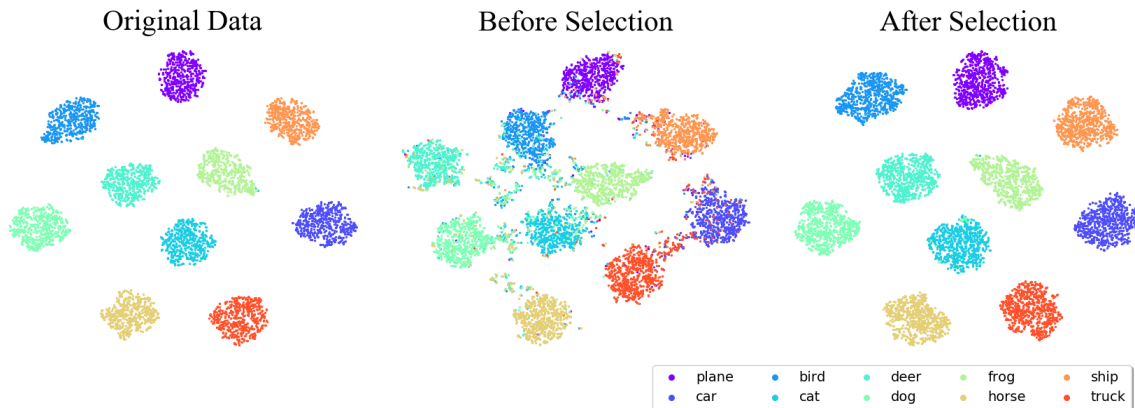 Original Data
Before Selection
After Selection
plane bird deer frog ship
car cat dog horse truck